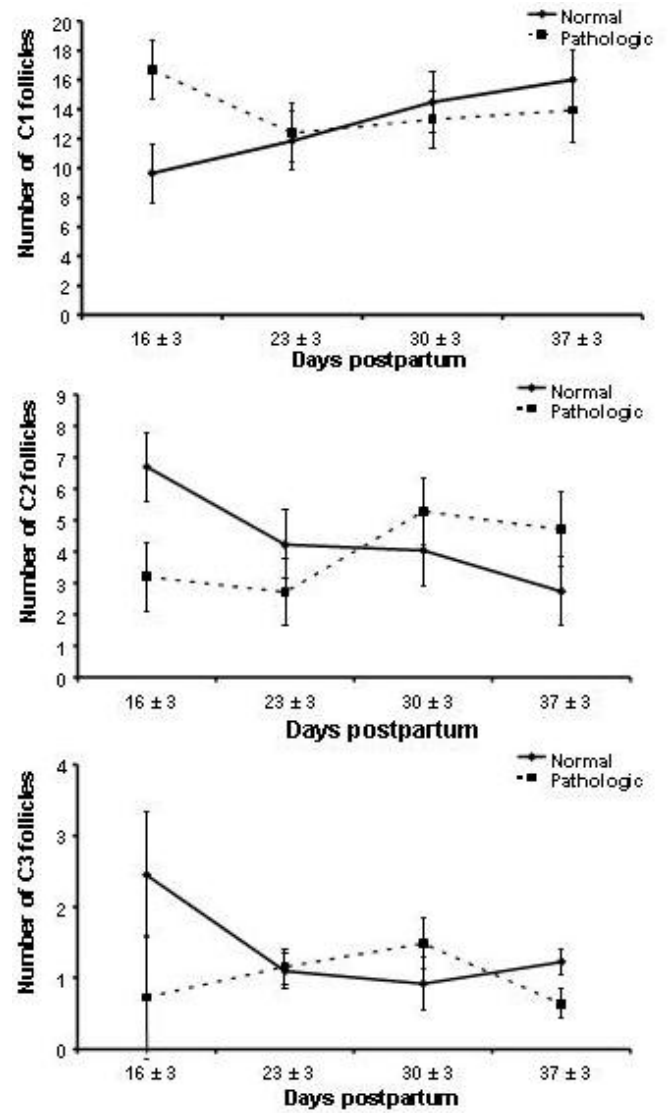 Normal
Pathologic
Number of C1 follicles
20
18
16
14
12
10
8
6
4
2
0
16 ± 3 23 ± 3 30 ± 3 37 ± 3
Days postpartum
Normal
Pathologic
Number of C2 follicles
9
8
7
6
5
4
3
2
1
0
16 ± 3 23 ± 3 30 ± 3 37 ± 3
Days postpartum
Normal
Pathologic
Number of C3 follicles
4
3
2
1
0
16 ± 3 23 ± 3 30 ± 3 37 ± 3
Days postpartum